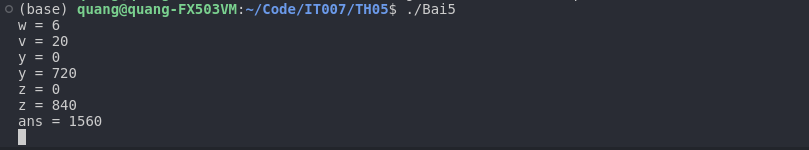 (base) quang@quang-FX503VM:~/Code/IT007/TH05$ ./Bai5
w = 6
v = 20
y = 0
y = 720
z = 0
z = 840
ans = 1560